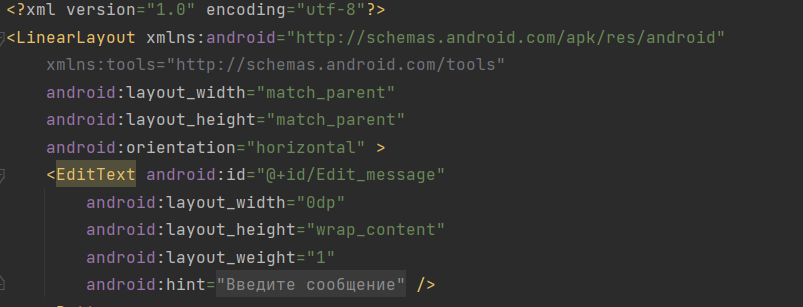 <?xml version="1.0" encoding="utf-8"?>
<LinearLayout xmlns:android="http://schemas.android.com/apk/res/android"
xmlns:tools="http://schemas.android.com/tools"
android:layout_width="match_parent"
android:layout_height="match_parent"
android:orientation="horizontal" >
<EditText android:id="@+id/Edit_message"
android:layout_width="0dp"
android:layout_height="wrap_content"
android:layout_weight="1"
android:hint="Введите сообщение" />